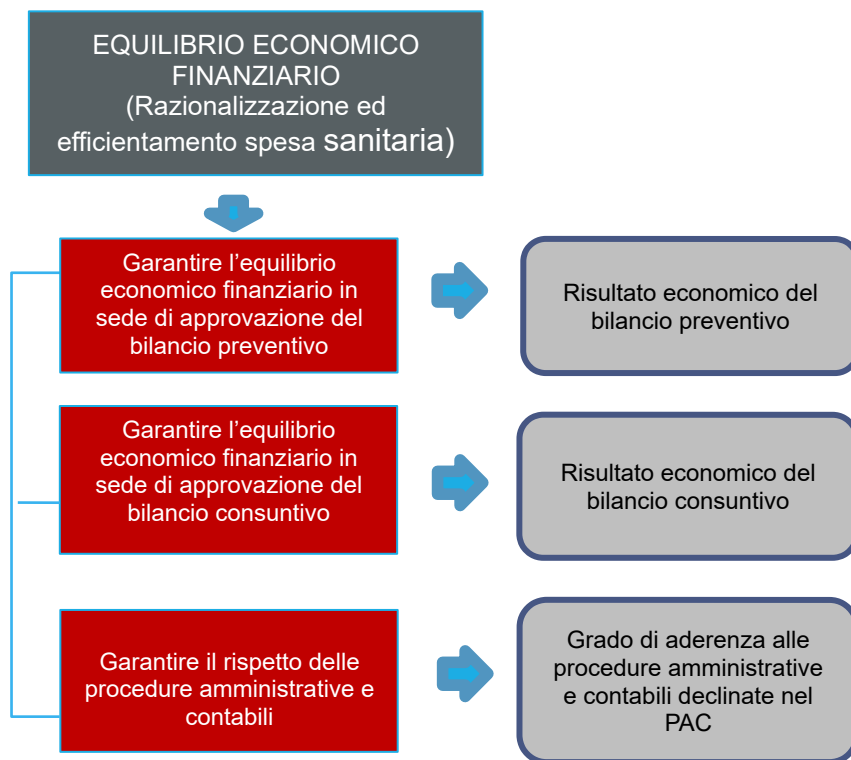 EQUILIBRIO ECONOMICO
FINANZIARIO
(Razionalizzazione ed
efficientamento spesa sanitaria)
Garantire l’equilibrio
economico finanziario in
sede di approvazione del
bilancio preventivo
Risultato economico del
bilancio preventivo
Garantire l’equilibrio
economico finanziario in
sede di approvazione del
bilancio consuntivo
Risultato economico del
bilancio consuntivo
Garantire il rispetto delle
procedure amministrative e
contabili
Grado di aderenza alle
procedure amministrative
e contabili declinate nel
PAC